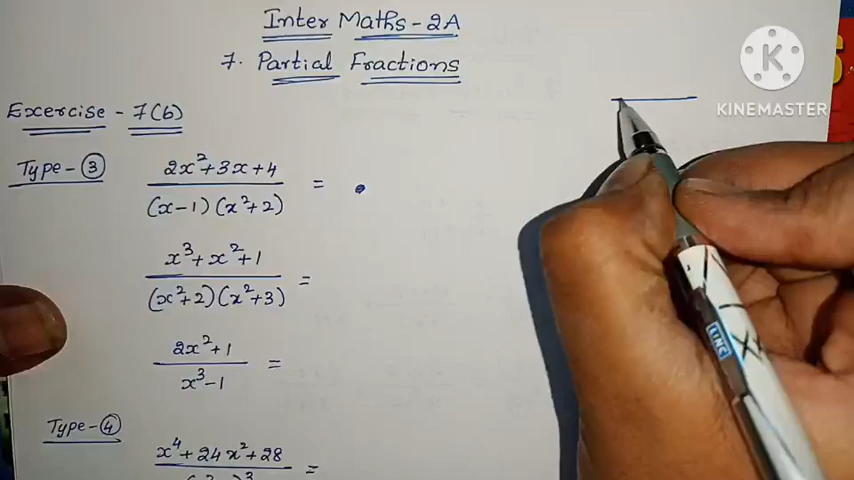 Inter Maths-2A
7. Partial Fractions
KINEMASTER
Exercise - 7(b)
Type-③ 2x²+3x+4 / (x-1)(x²+2) =
x³+x²+1 / (x²+2)(x²+3) =
2x²+1 / x³-1 =
Type-④
x⁴+24x²+28 =
LINC